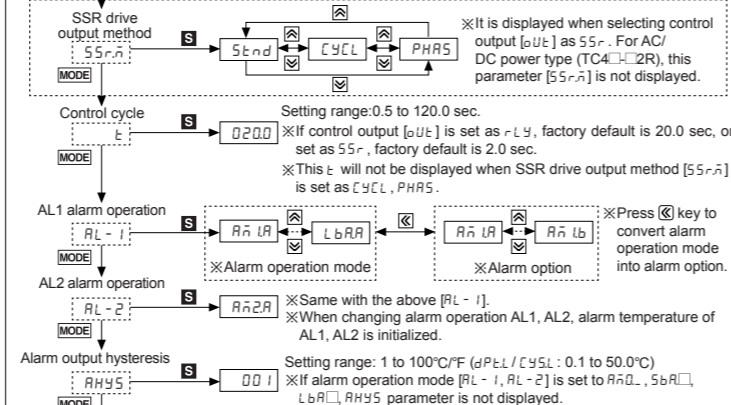 SSR drive
output method
SSr.ñ
S
MODE
Stnd
CYCL
PHAS
※It is displayed when selecting control
output [oUt] as SSr. For AC/
DC power type (TC4□-□2R), this
parameter [SSr.ñ] is not displayed.
Control cycle
t
S
MODE
020.0
Setting range:0.5 to 120.0 sec.
※If control output [oUt] is set as rLY, factory default is 20.0 sec, or
set as SSr, factory default is 2.0 sec.
※This t will not be displayed when SSR drive output method [SSr.ñ]
is set as CYCL, PHAS.
AL1 alarm operation
AL-1
S
MODE
Añ1.A
LbA.A
※Alarm operation mode
Añ1.A
Añ1.b
※Alarm option
※Press key to
convert alarm
operation mode
into alarm option.
AL2 alarm operation
AL-2
S
MODE
Añ2.A
※Same with the above [AL-1].
※When changing alarm operation AL1, AL2, alarm temperature of
AL1, AL2 is initialized.
Alarm output hysteresis
AHYS
S
MODE
001
Setting range: 1 to 100℃/℉ (dPt.L / CYS.L : 0.1 to 50.0℃)
※If alarm operation mode [AL-1, AL-2] is set to Añ0._, SbA□,
LbA□, AHYS parameter is not displayed.